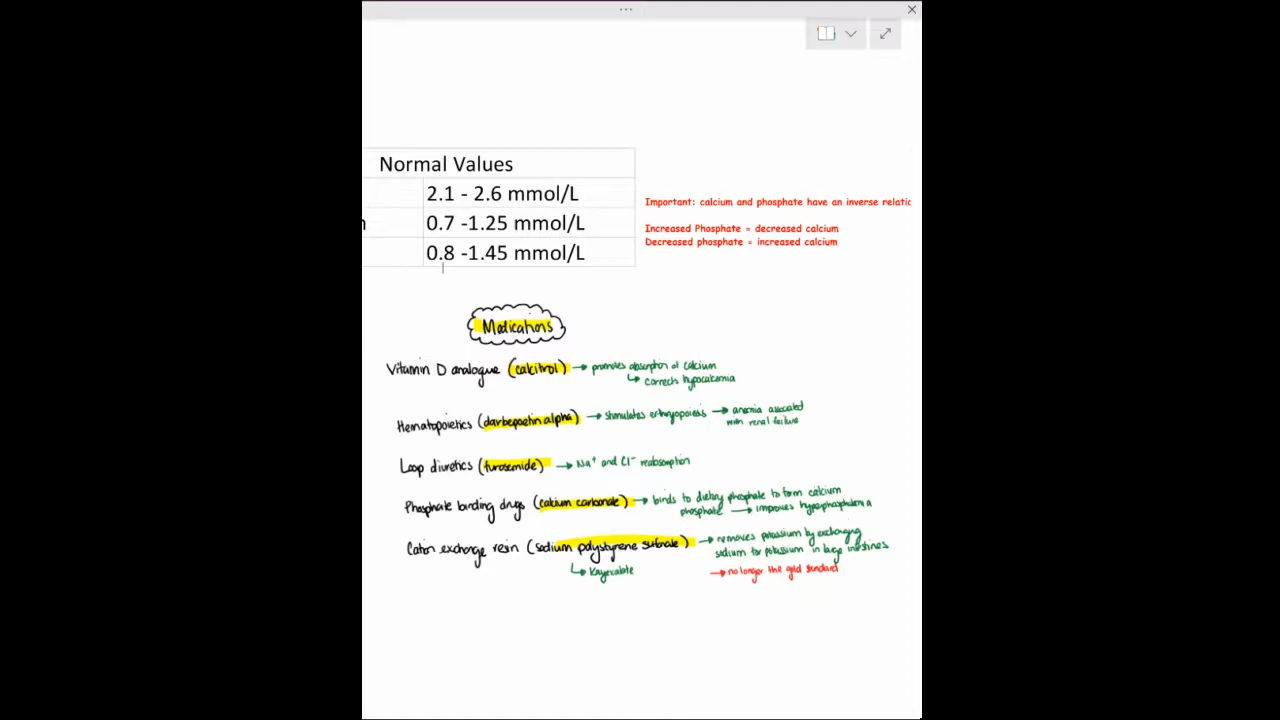 Normal Values
2.1 - 2.6 mmol/L
0.7 -1.25 mmol/L
0.8 -1.45 mmol/L
Important: calcium and phosphate have an inverse relatic
Increased Phosphate = decreased calcium
Decreased phosphate = increased calcium
Medications
Vitamin D analogue (calcitrol) → promotes absorption of calcium
↳ corrects hypocalcemia
Hematopoietics (darbepoetin alpha) → stimulates erthryopoiesis → anemia associated
with renal failure
Loop diuretics (furosemide) → Na⁺ and Cl⁻ reabsorption
Phosphate binding drugs (calcium carbonate) → binds to dietary phosphate to form calcium
phosphate → improves hyperphosphatemia
Cation exchange resin (sodium polystyrene sulfonate) → removes potassium by exchanging
sodium for potassium in large intestines
↳ Kayexalate
→ no longer the gold standard